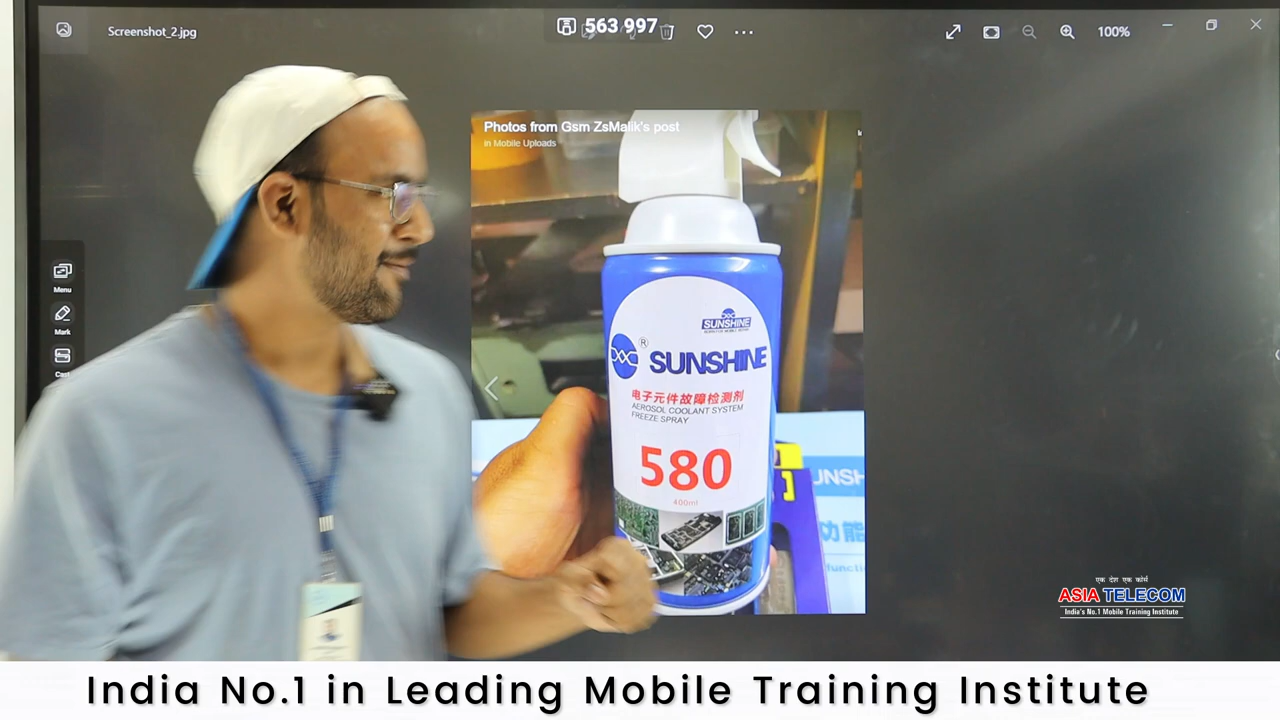 Screenshot_2.jpg
563 997
100%
Photos from Gsm ZsMalik's post
in Mobile Uploads
Menu
Mark
SUNSHINE
®
SUNSHINE
电子元件故障检测剂
AEROSOL COOLANT SYSTEM
FREEZE SPRAY
580
400ml
UNSH
功能
functi
एक देश एक कोर्स
ASIA TELECOM
India's No.1 Mobile Training Institute
India No.1 in Leading Mobile Training Institute